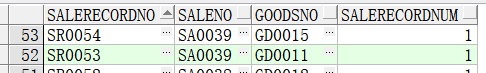 SALERECORDNO SALENO GOODSNO SALERECORDNUM
53 SR0054 ... SA0039 ... GD0015 ... 1
52 SR0053 ... SA0039 ... GD0011 ... 1